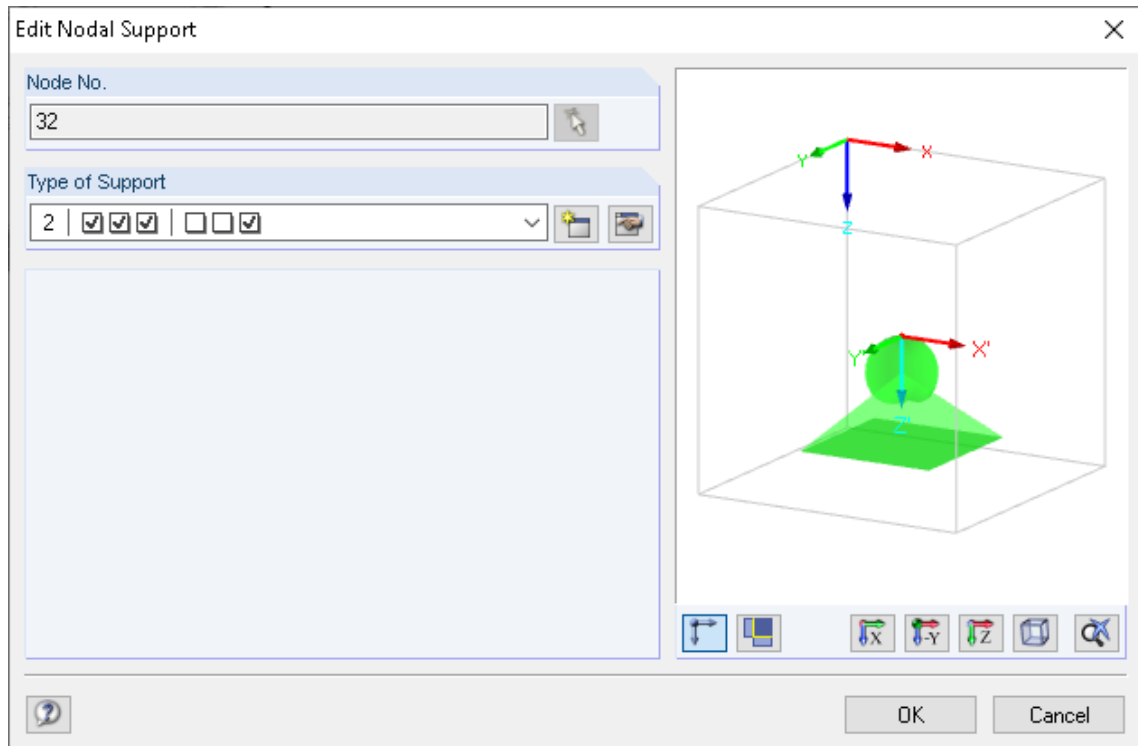 Edit Nodal Support
Node No.
32
Type of Support
2
Y
X
Z
Y'
X'
Z'
X
-Y
Z
OK
Cancel